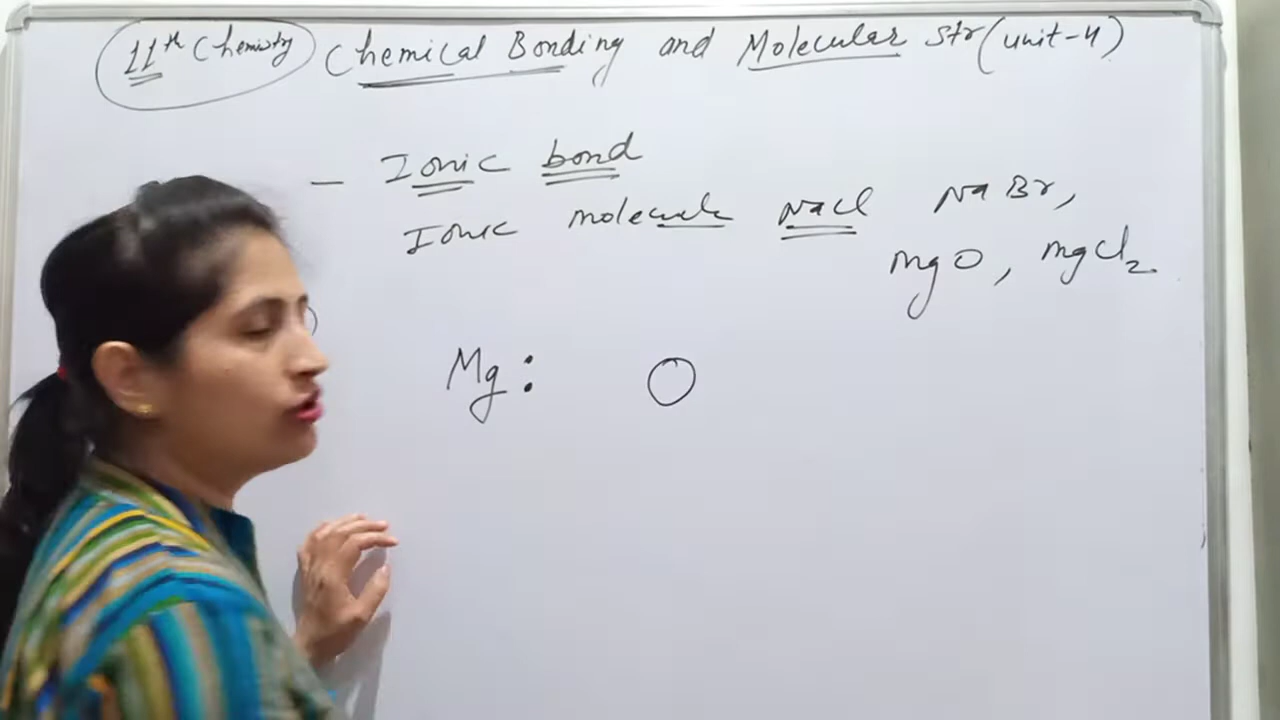 11th Chemistry Chemical Bonding and Molecular Str (unit-4)
- Ionic bond
Ionic molecule NaCl NaBr,
MgO, MgCl2
Mg: O